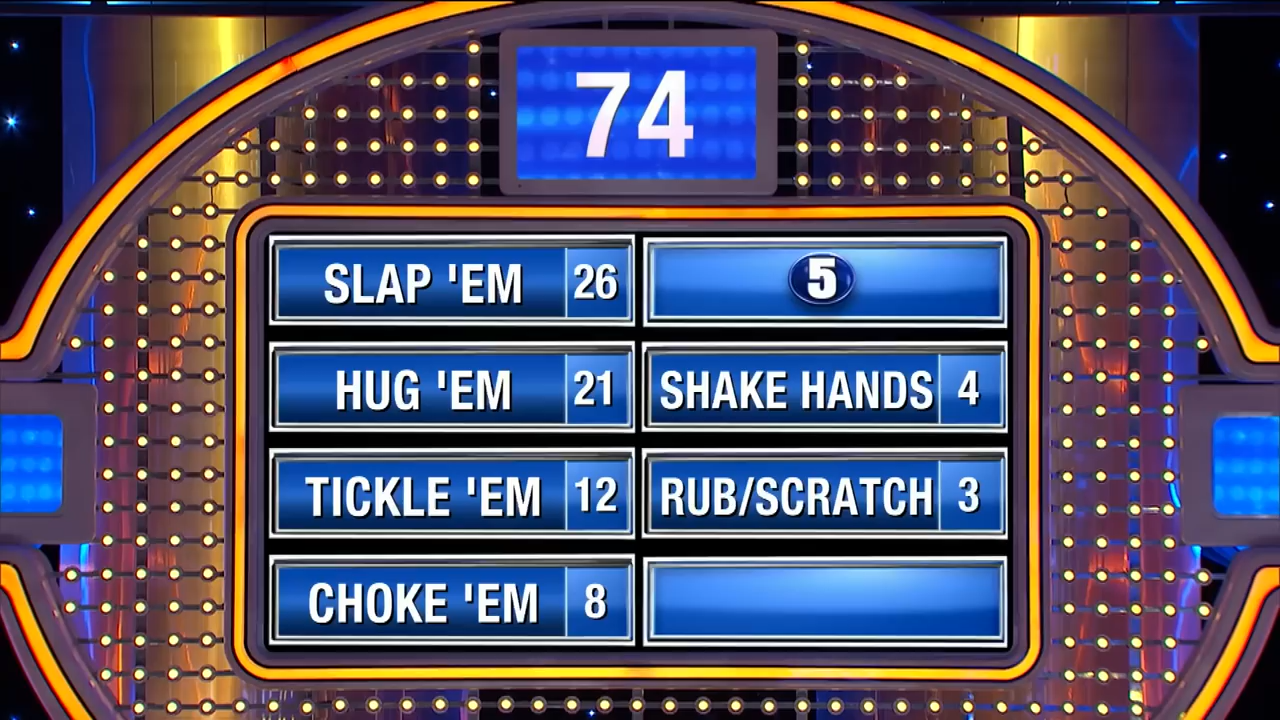 74
SLAP 'EM 26
HUG 'EM 21
TICKLE 'EM 12
CHOKE 'EM 8
5
SHAKE HANDS 4
RUB/SCRATCH 3